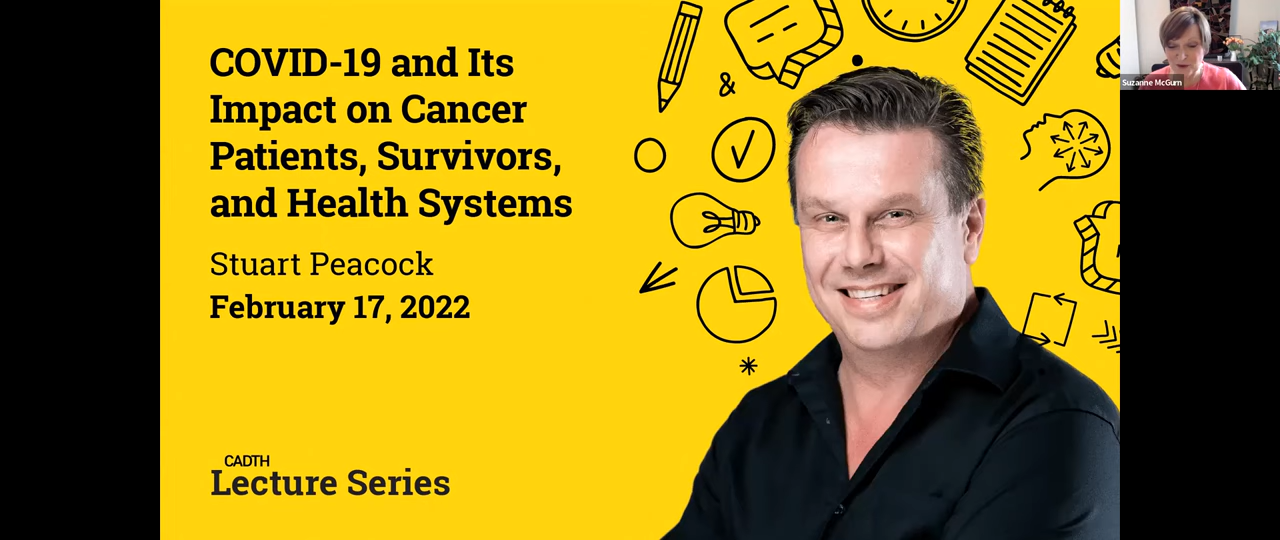 COVID-19 and Its
Impact on Cancer
Patients, Survivors,
and Health Systems
Stuart Peacock
February 17, 2022
CADTH
Lecture Series
&
Suzanne McGurn